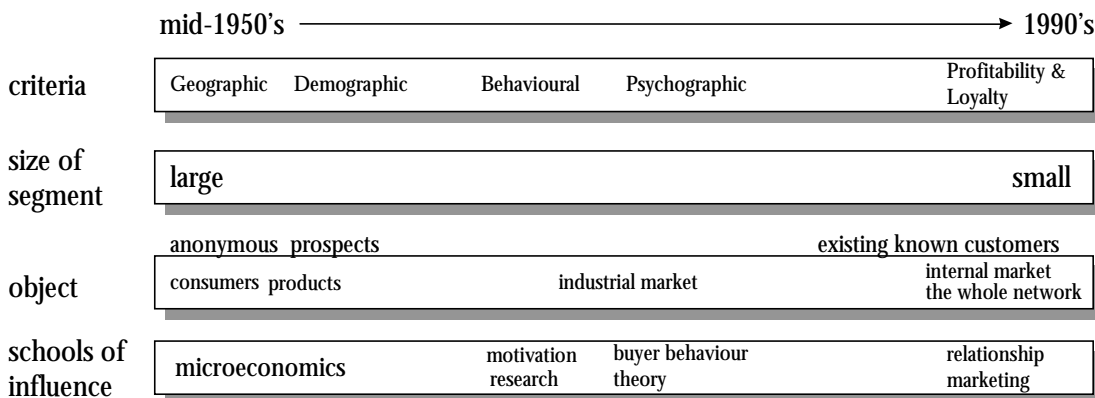 mid-1950's 1990's
criteria
Geographic Demographic Behavioural Psychographic Profitability & Loyalty
size of segment
large small
anonymous prospects existing known customers
object
consumers products industrial market internal market the whole network
schools of influence
microeconomics motivation research buyer behaviour theory relationship marketing